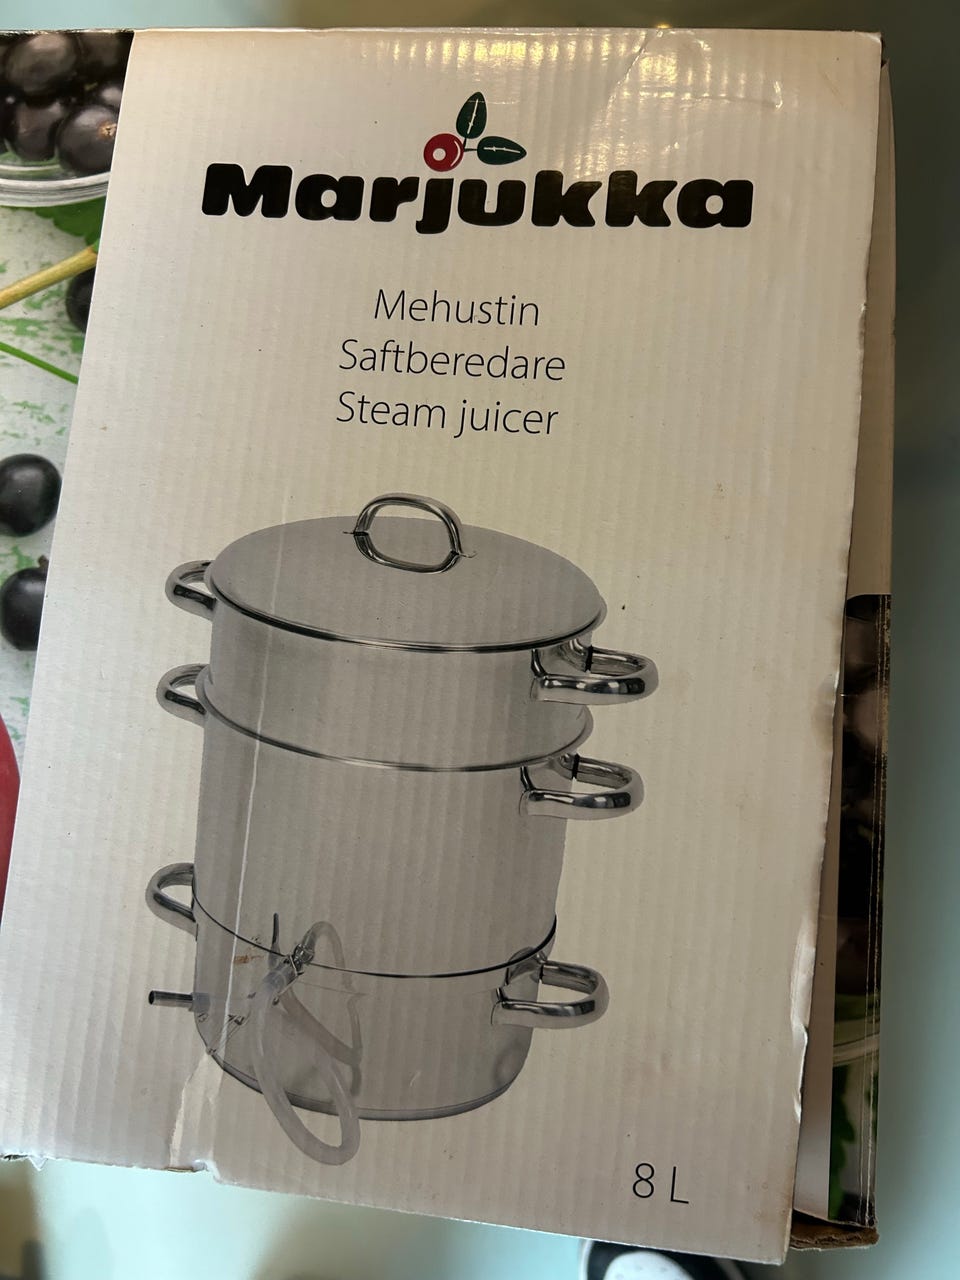 Marjukka
Mehustin
Saftberedare
Steam juicer
8 L